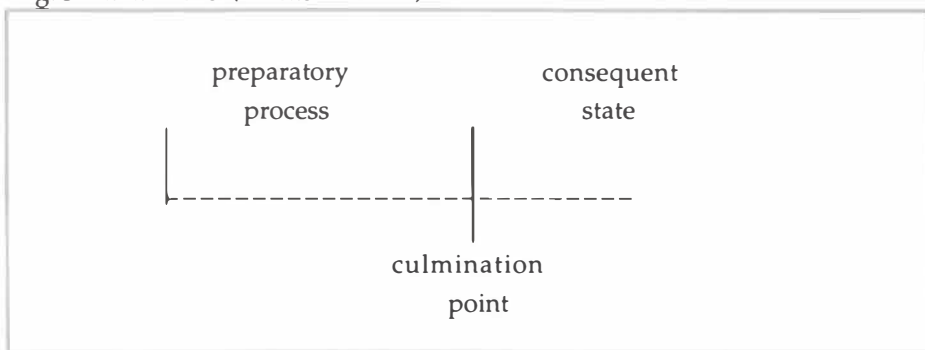 preparatory
process
consequent
state
culmination
point